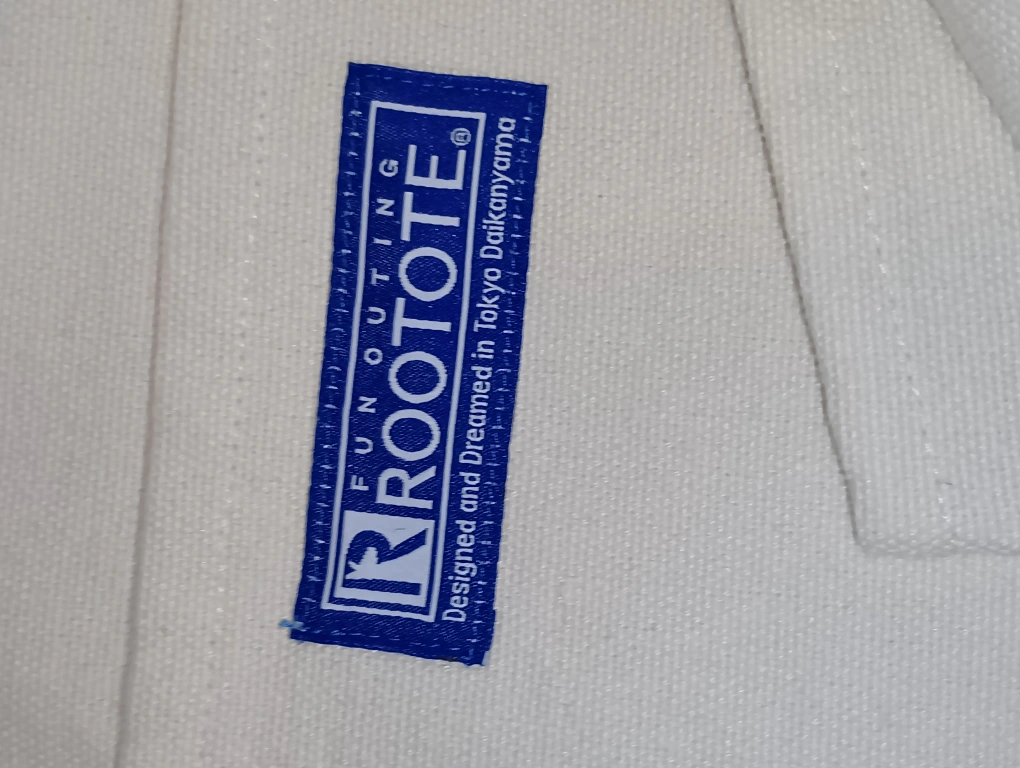 R FUN OUTING
ROOTOTE®
Designed and Dreamed in Tokyo Daikanyama